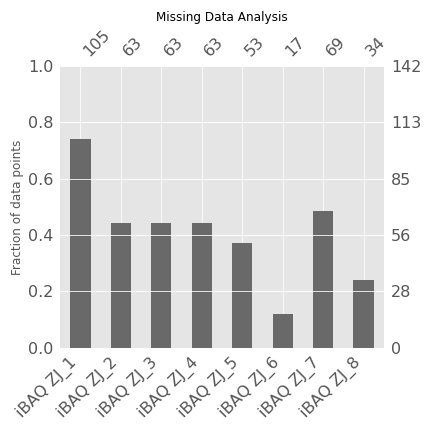 Missing Data Analysis
105 63 63 63 53 17 69 34
1.0 142
0.8 113
0.6 85
0.4 56
0.2 28
0.0 0
Fraction of data points
iBAQ ZJ_1 iBAQ ZJ_2 iBAQ ZJ_3 iBAQ ZJ_4 iBAQ ZJ_5 iBAQ ZJ_6 iBAQ ZJ_7 iBAQ ZJ_8